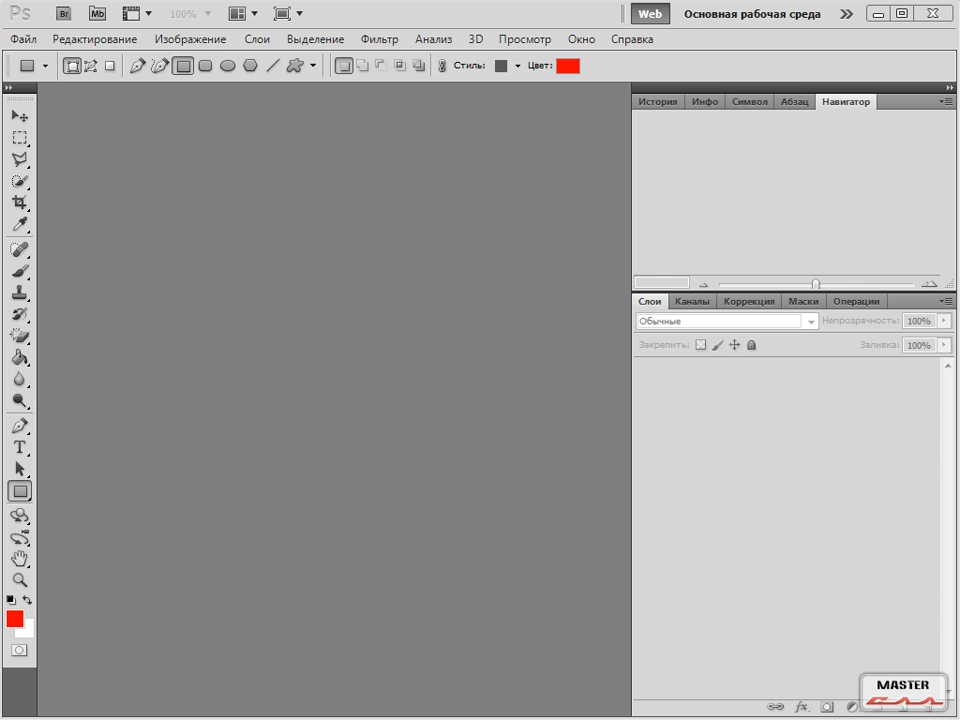 Ps Br Mb 100% Web Основная рабочая среда
Файл Редактирование Изображение Слои Выделение Фильтр Анализ 3D Просмотр Окно Справка
Стиль: Цвет:
История Инфо Символ Абзац Навигатор
Слои Каналы Коррекция Маски Операции
Обычные Непрозрачность: 100%
Закрепить: Заливка: 100%
T
MASTER
css
fx